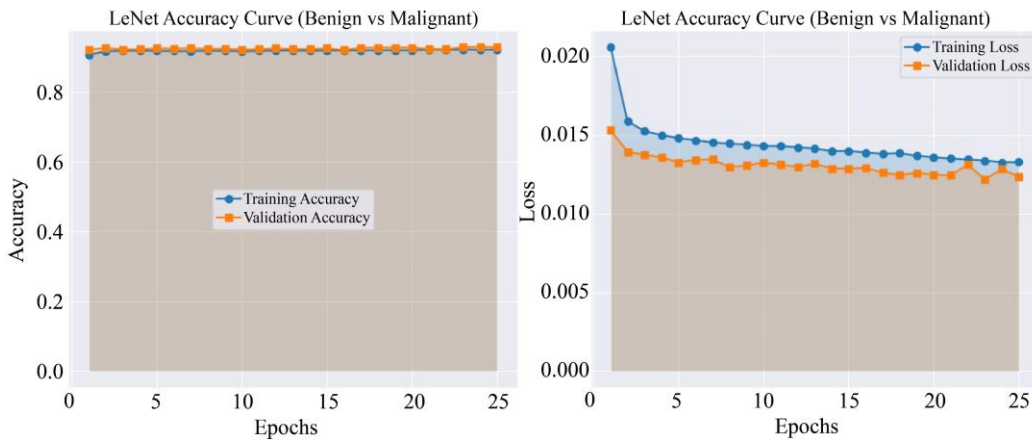 LeNet Accuracy Curve (Benign vs Malignant)
0.8
0.6
0.4
0.2
0.0
Accuracy
Training Accuracy
Validation Accuracy
0 5 10 15 20 25
Epochs
LeNet Accuracy Curve (Benign vs Malignant)
0.020
0.015
0.010
0.005
0.000
Loss
Training Loss
Validation Loss
0 5 10 15 20 25
Epochs